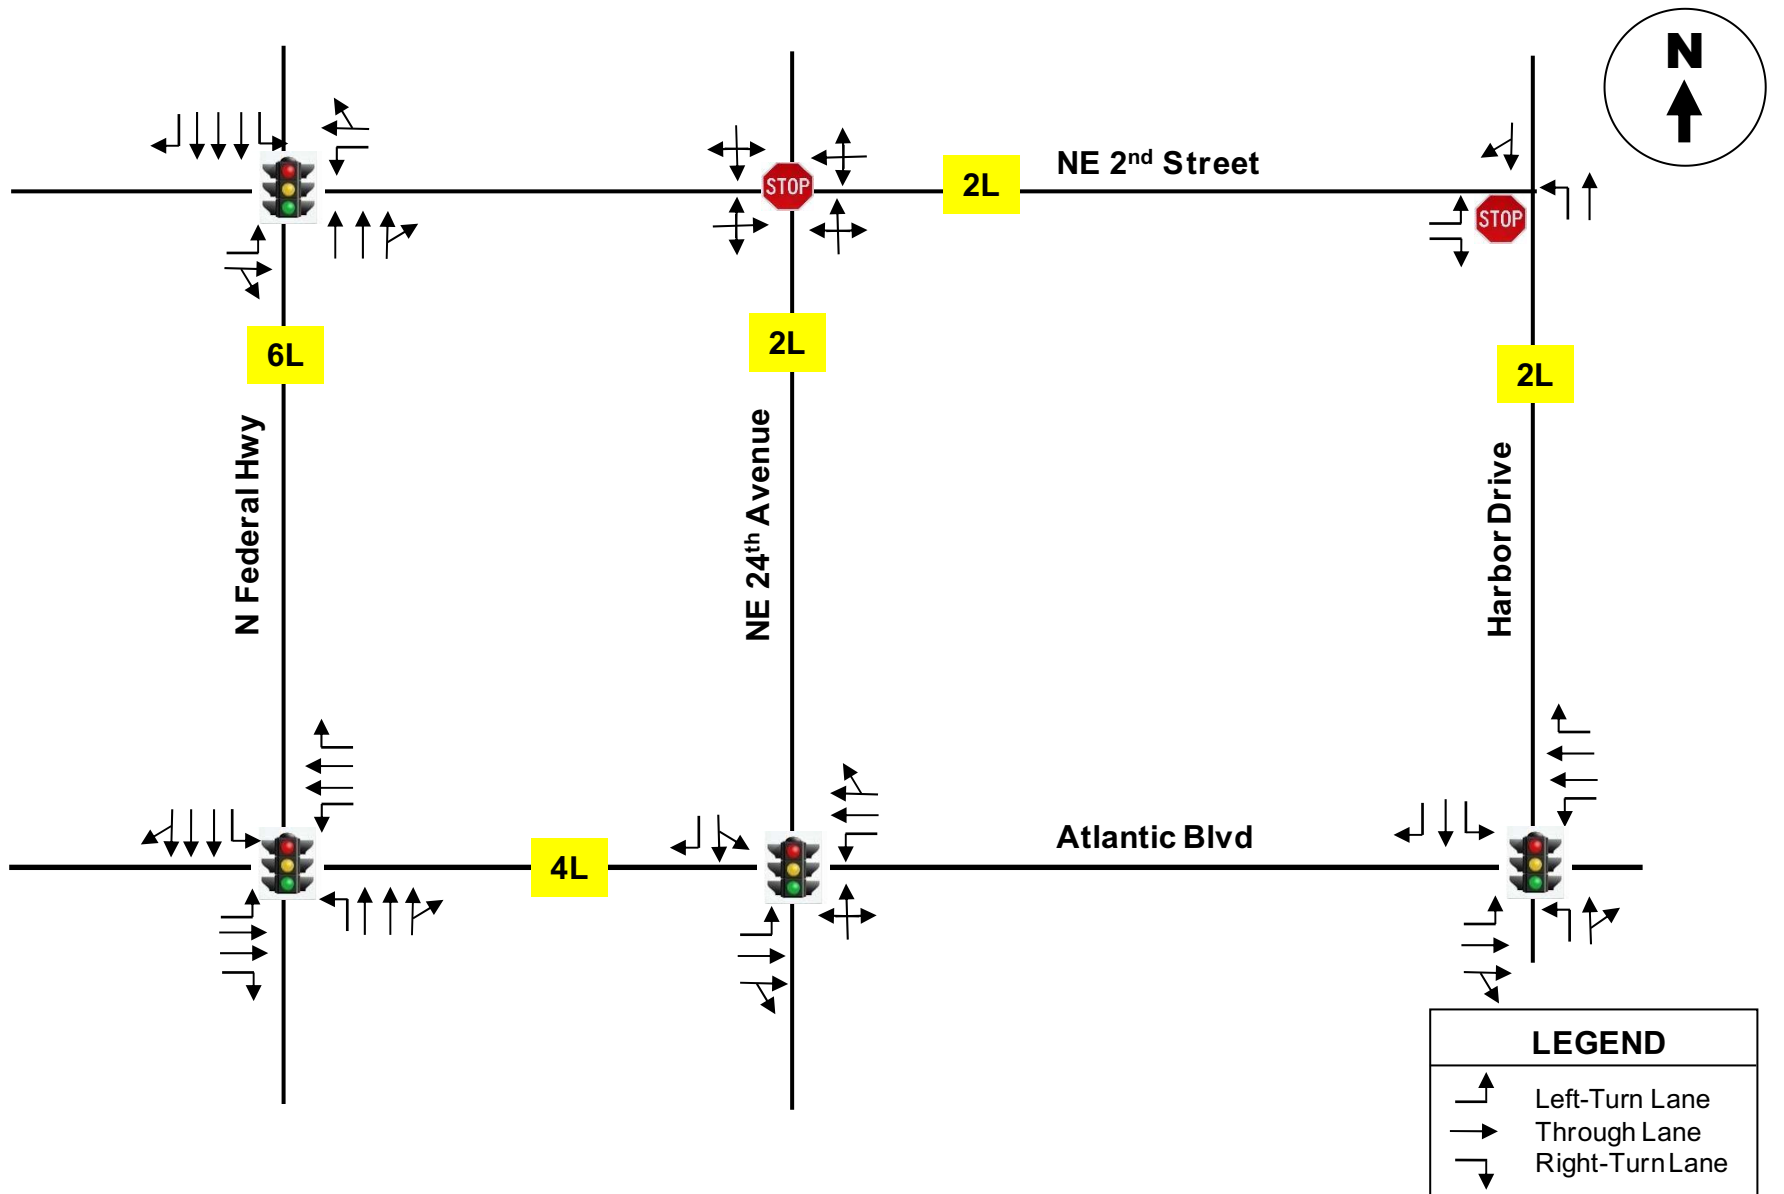 N
NE 2nd Street
STOP
2L
STOP
6L
2L
2L
N Federal Hwy
NE 24th Avenue
Harbor Drive
4L
Atlantic Blvd
LEGEND
Left-Turn Lane
Through Lane
Right-Turn Lane